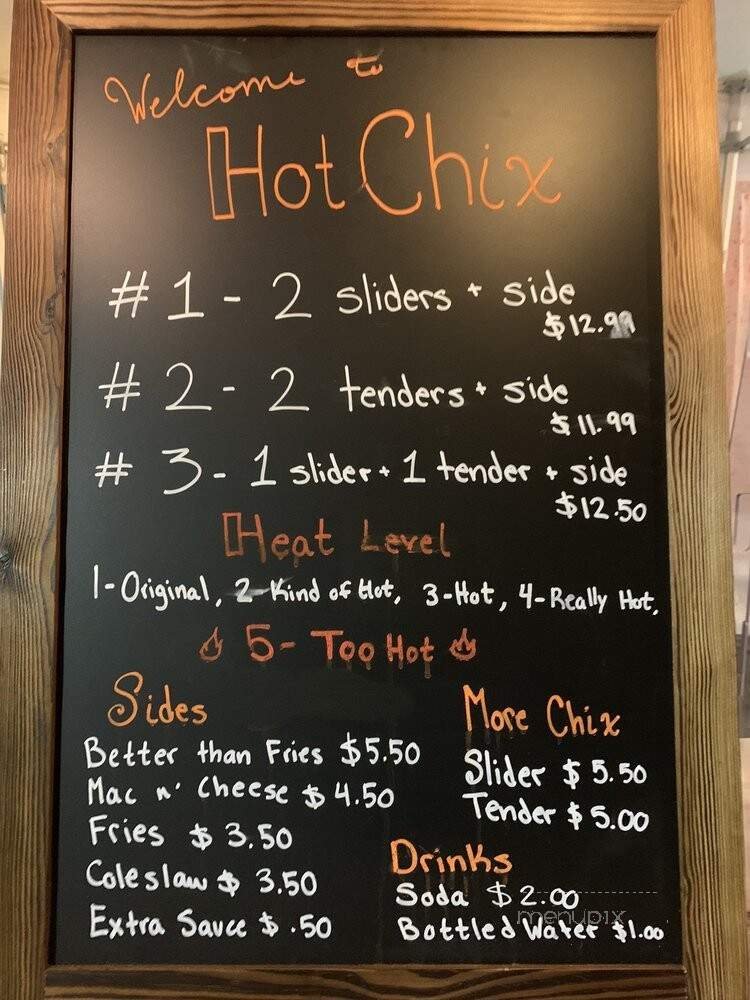 Welcome to
Hot Chix
#1 - 2 sliders + side
$12.99
#2 - 2 tenders + side
$11.99
#3 - 1 slider + 1 tender + side
$12.50
Heat Level
1-Original, 2-Kind of Hot, 3-Hot, 4-Really Hot,
5- Too Hot
Sides
Better than Fries $5.50
Mac n' Cheese $4.50
Fries $3.50
Coleslaw $3.50
Extra Sauce $.50
More Chix
Slider $5.50
Tender $5.00
Drinks
Soda $2.00
Bottled Water $1.00
menupix